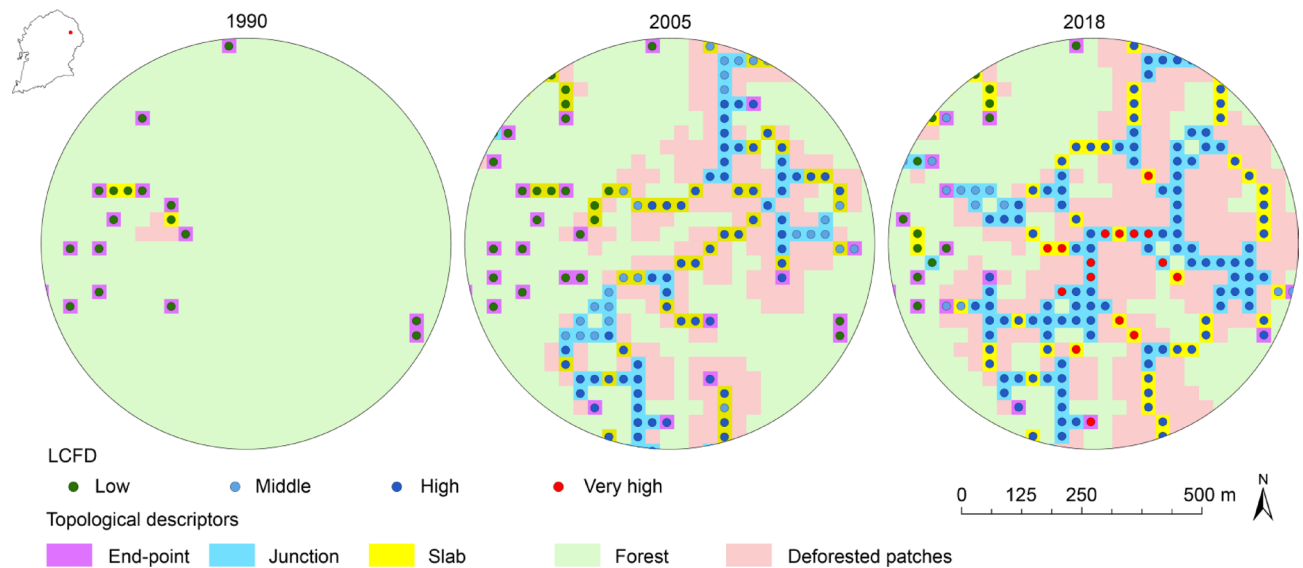 1990 2005 2018
LCFD
Low Middle High Very high
0 125 250 500 m
N
Topological descriptors
End-point Junction Slab Forest Deforested patches